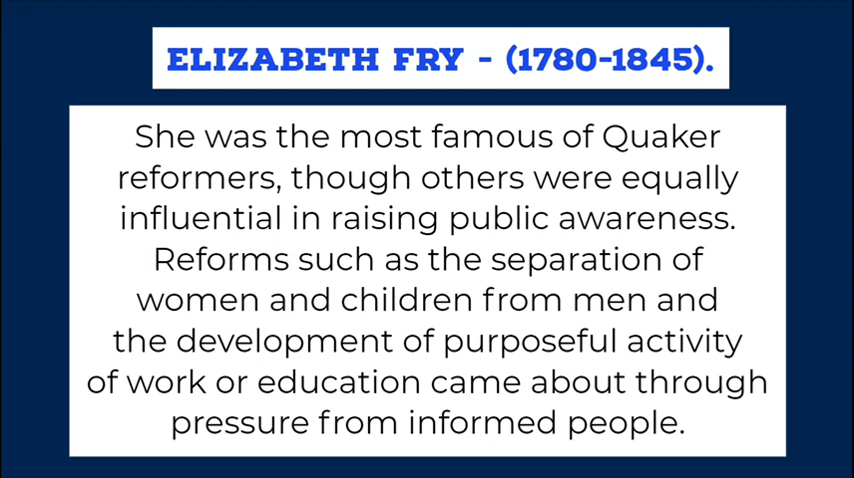 ELIZABETH FRY - (1780-1845).
She was the most famous of Quaker
reformers, though others were equally
influential in raising public awareness.
Reforms such as the separation of
women and children from men and
the development of purposeful activity
of work or education came about through
pressure from informed people.